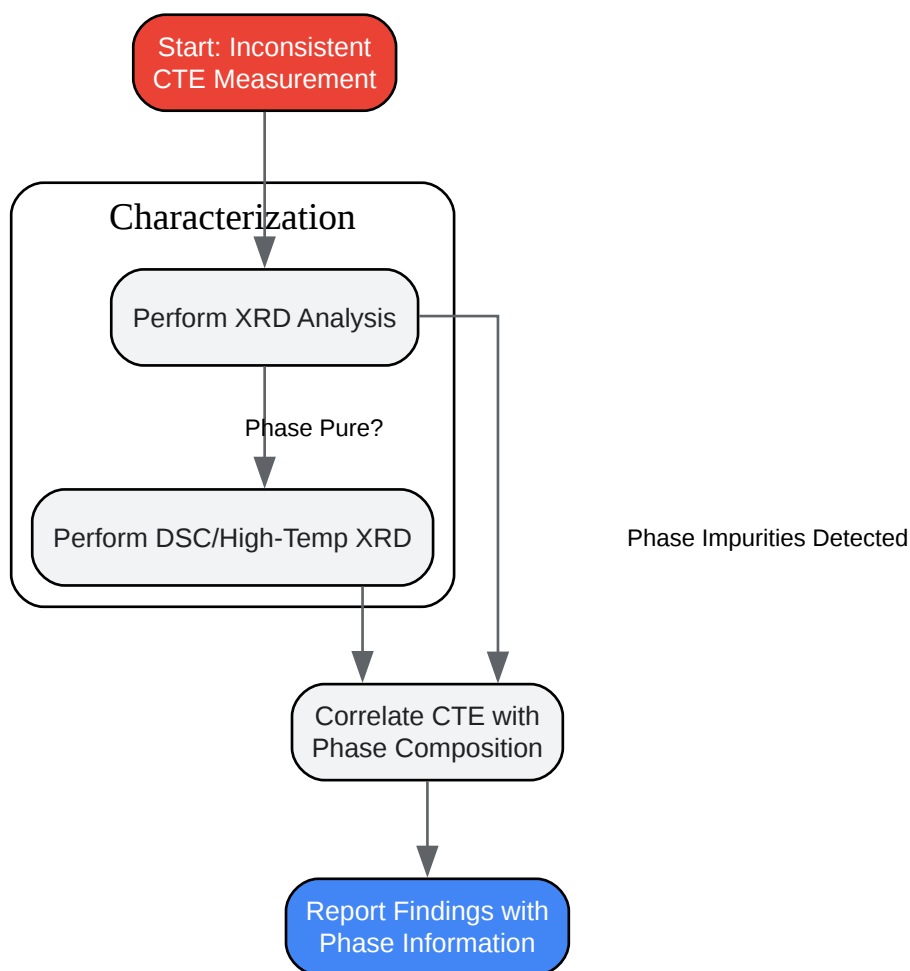 Start: Inconsistent
CTE Measurement
Characterization
Perform XRD Analysis
Phase Pure?
Perform DSC/High-Temp XRD
Phase Impurities Detected
Correlate CTE with
Phase Composition
Report Findings with
Phase Information